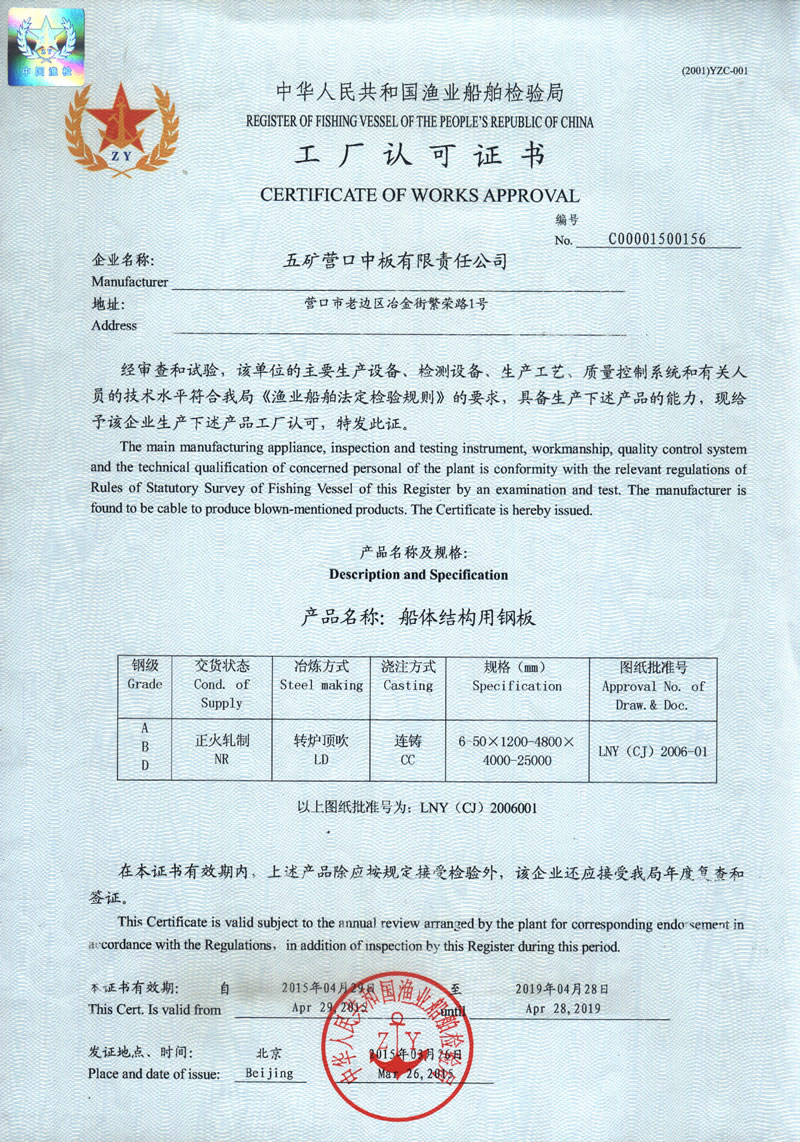 中国渔检
(2001)YZC-001
ZY
中华人民共和国渔业船舶检验局
REGISTER OF FISHING VESSEL OF THE PEOPLE'S REPUBLIC OF CHINA
工厂认可证书
CERTIFICATE OF WORKS APPROVAL
编号
No. C00001500156
企业名称: 五矿营口中板有限责任公司
Manufacturer
地址: 营口市老边区冶金街繁荣路1号
Address
经审查和试验，该单位的主要生产设备、检测设备、生产工艺、质量控制系统和有关人
员的技术水平符合我局《渔业船舶法定检验规则》的要求，具备生产下述产品的能力，现给
予该企业生产下述产品工厂认可，特发此证。
The main manufacturing appliance, inspection and testing instrument, workmanship, quality control system
and the technical qualification of concerned personal of the plant is conformity with the relevant regulations of
Rules of Statutory Survey of Fishing Vessel of this Register by an examination and test. The manufacturer is
found to be cable to produce blown-mentioned products. The Certificate is hereby issued.
产品名称及规格:
Description and Specification
产品名称: 船体结构用钢板
钢级 交货状态 冶炼方式 浇注方式 规格（mm） 图纸批准号
Grade Cond. of Steel making Casting Specification Approval No. of
Supply Draw.& Doc.
A
B 正火轧制 转炉顶吹 连铸 6-50×1200-4800× LNY（CJ）2006-01
D NR LD CC 4000-25000
以上图纸批准号为: LNY（CJ）2006001
在本证书有效期内，上述产品除应按规定接受检验外，该企业还应接受我局年度复查和
签证。
This Certificate is valid subject to the annual review arranged by the plant for corresponding endorsement in
accordance with the Regulations, in addition of inspection by this Register during this period.
本证书有效期: 自 2015年04月29日 至 2019年04月28日
This Cert. Is valid from Apr 29,2015 until Apr 28,2019
发证地点、时间: 北京 2015年03月26日
Place and date of issue: Beijing Mar 26,2015
中华人民共和国渔业船舶检验局
ZY